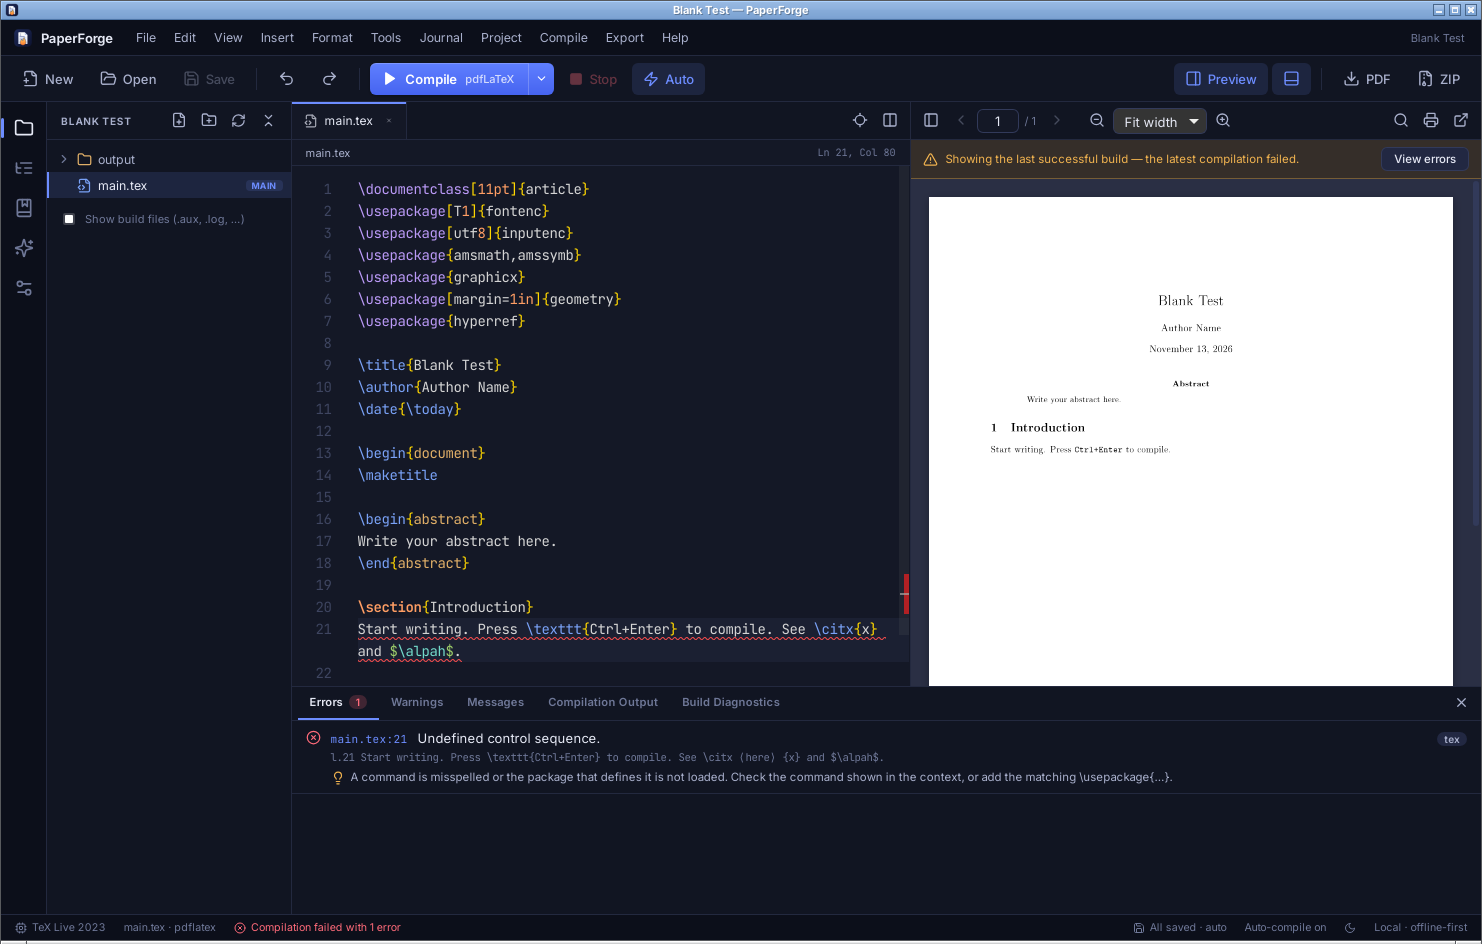 Blank Test — PaperForge
PaperForge File Edit View Insert Format Tools Journal Project Compile Export Help Blank Test
New Open Save Compile pdfLaTeX Stop Auto Preview PDF ZIP
BLANK TEST
output
main.tex MAIN
Show build files (.aux, .log, ...)
main.tex ×
main.tex Ln 21, Col 80
1 \documentclass[11pt]{article}
2 \usepackage[T1]{fontenc}
3 \usepackage[utf8]{inputenc}
4 \usepackage{amsmath,amssymb}
5 \usepackage{graphicx}
6 \usepackage[margin=1in]{geometry}
7 \usepackage{hyperref}
8
9 \title{Blank Test}
10 \author{Author Name}
11 \date{\today}
12
13 \begin{document}
14 \maketitle
15
16 \begin{abstract}
17 Write your abstract here.
18 \end{abstract}
19
20 \section{Introduction}
21 Start writing. Press \texttt{Ctrl+Enter} to compile. See \citx{x}
and $\alpah$.
22
1 / 1 Fit width
Showing the last successful build — the latest compilation failed. View errors
Blank Test
Author Name
November 13, 2026
Abstract
Write your abstract here.
1 Introduction
Start writing. Press Ctrl+Enter to compile.
Errors 1 Warnings Messages Compilation Output Build Diagnostics
main.tex:21 Undefined control sequence. tex
l.21 Start writing. Press \texttt{Ctrl+Enter} to compile. See \citx ⟨here⟩ {x} and $\alpah$.
A command is misspelled or the package that defines it is not loaded. Check the command shown in the context, or add the matching \usepackage{...}.
TeX Live 2023 main.tex · pdflatex Compilation failed with 1 error All saved · auto Auto-compile on Local · offline-first